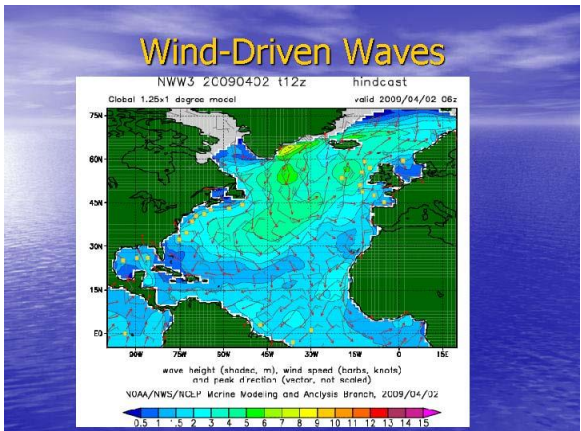 Wind-Driven Waves
NWW3 20090402 t12z hindcast
Global 1.25x1 degree model valid 2009/04/02 06z
75N
60N
45N
30N
15N
EQ
90W 75W 60W 45W 30W 15W 0 15E
wave height (shaded, m), wind speed (barbs, knots)
and peak direction (vector, not scaled)
NOAA/NWS/NCEP Marine Modeling and Analysis Branch, 2009/04/02
0.5 1 1.5 2 3 4 5 6 7 8 9 10 11 12 13 14 15